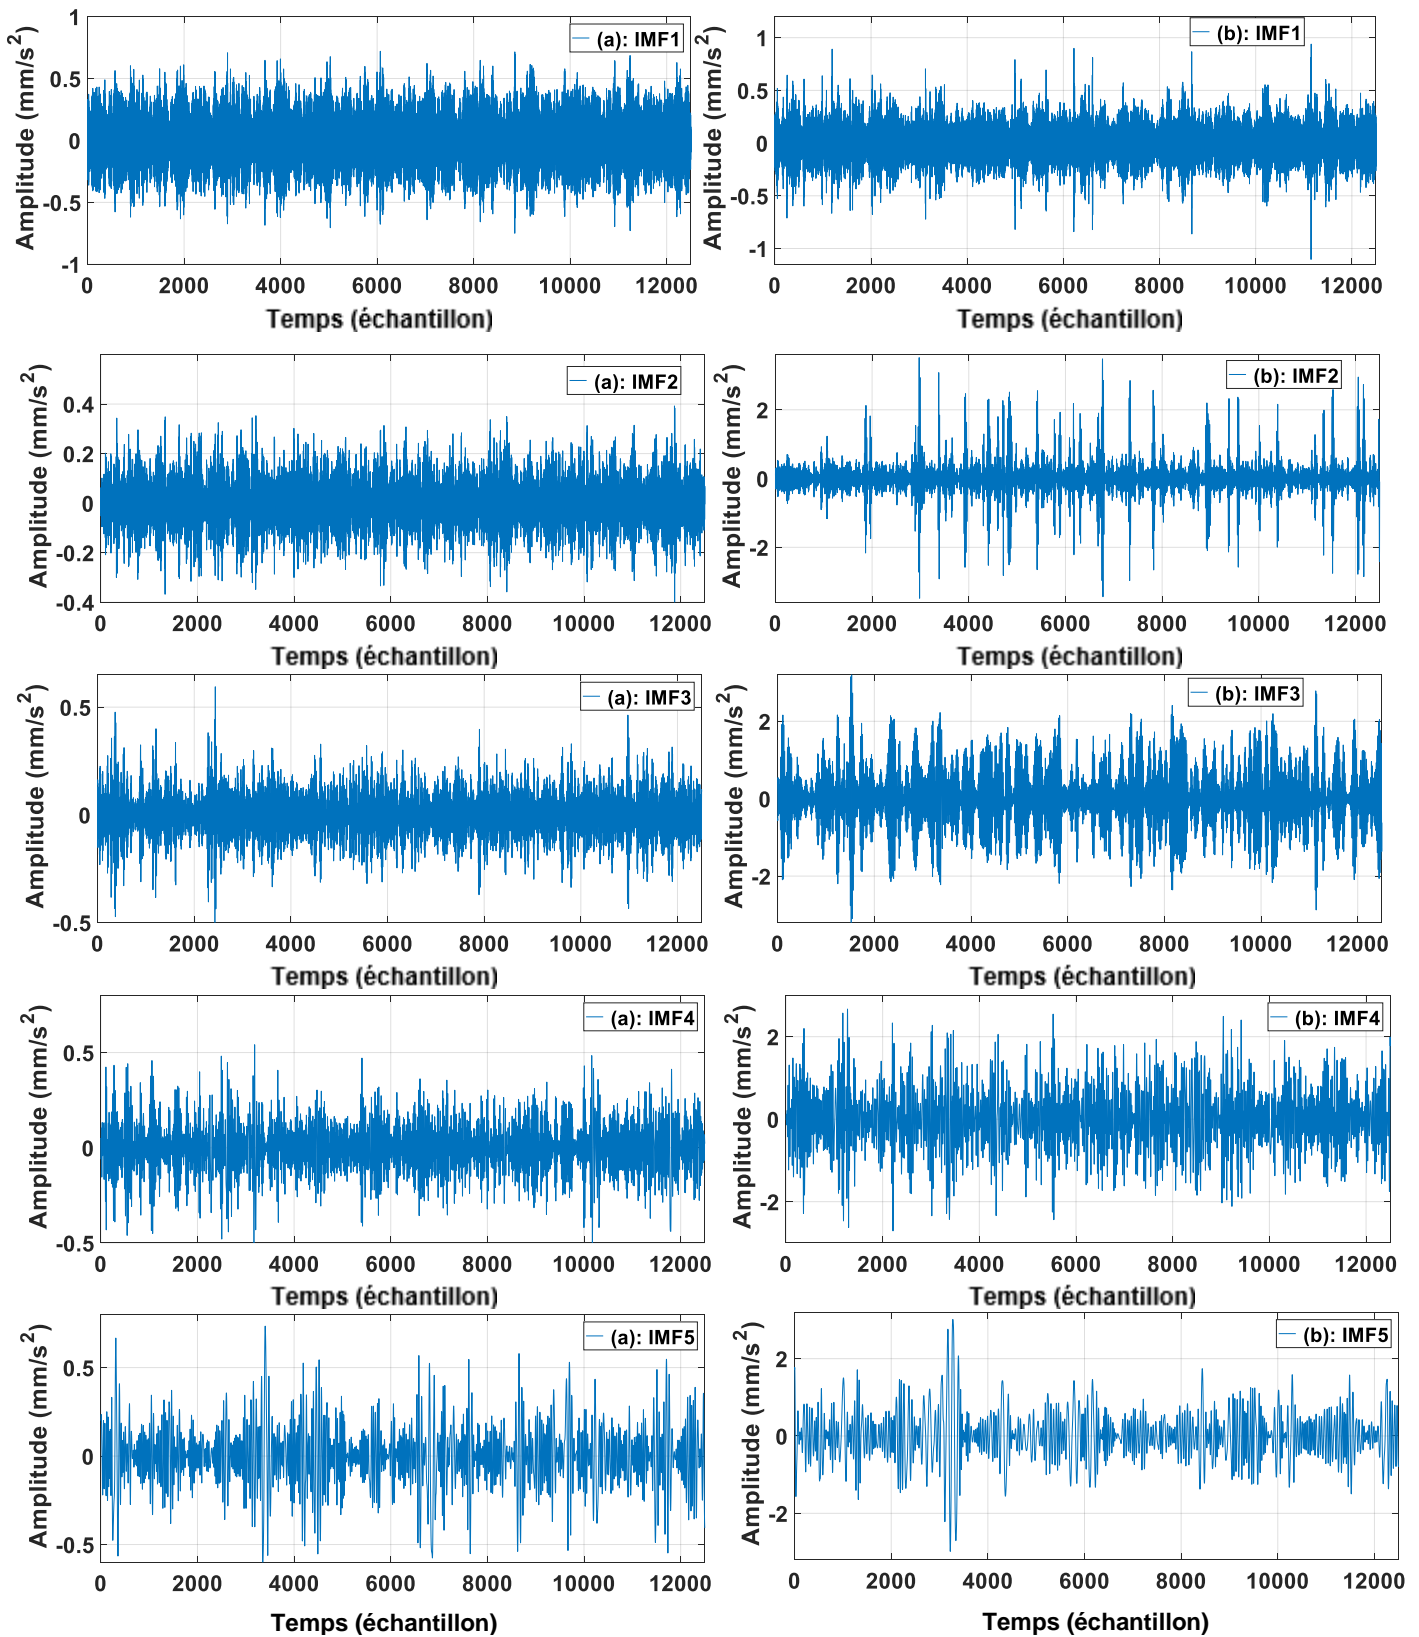 (a): IMF1
Amplitude (mm/s²)
1
0.5
0
-0.5
-1
0 2000 4000 6000 8000 10000 12000
Temps (échantillon)
(b): IMF1
Amplitude (mm/s²)
1
0.5
0
-0.5
-1
0 2000 4000 6000 8000 10000 12000
Temps (échantillon)
(a): IMF2
Amplitude (mm/s²)
0.4
0.2
0
-0.2
-0.4
0 2000 4000 6000 8000 10000 12000
Temps (échantillon)
(b): IMF2
Amplitude (mm/s²)
2
0
-2
0 2000 4000 6000 8000 10000 12000
Temps (échantillon)
(a): IMF3
Amplitude (mm/s²)
0.5
0
-0.5
0 2000 4000 6000 8000 10000 12000
Temps (échantillon)
(b): IMF3
Amplitude (mm/s²)
2
0
-2
0 2000 4000 6000 8000 10000 12000
Temps (échantillon)
(a): IMF4
Amplitude (mm/s²)
0.5
0
-0.5
0 2000 4000 6000 8000 10000 12000
Temps (échantillon)
(b): IMF4
Amplitude (mm/s²)
2
0
-2
0 2000 4000 6000 8000 10000 12000
Temps (échantillon)
(a): IMF5
Amplitude (mm/s²)
0.5
0
-0.5
0 2000 4000 6000 8000 10000 12000
Temps (échantillon)
(b): IMF5
Amplitude (mm/s²)
2
0
-2
0 2000 4000 6000 8000 10000 12000
Temps (échantillon)